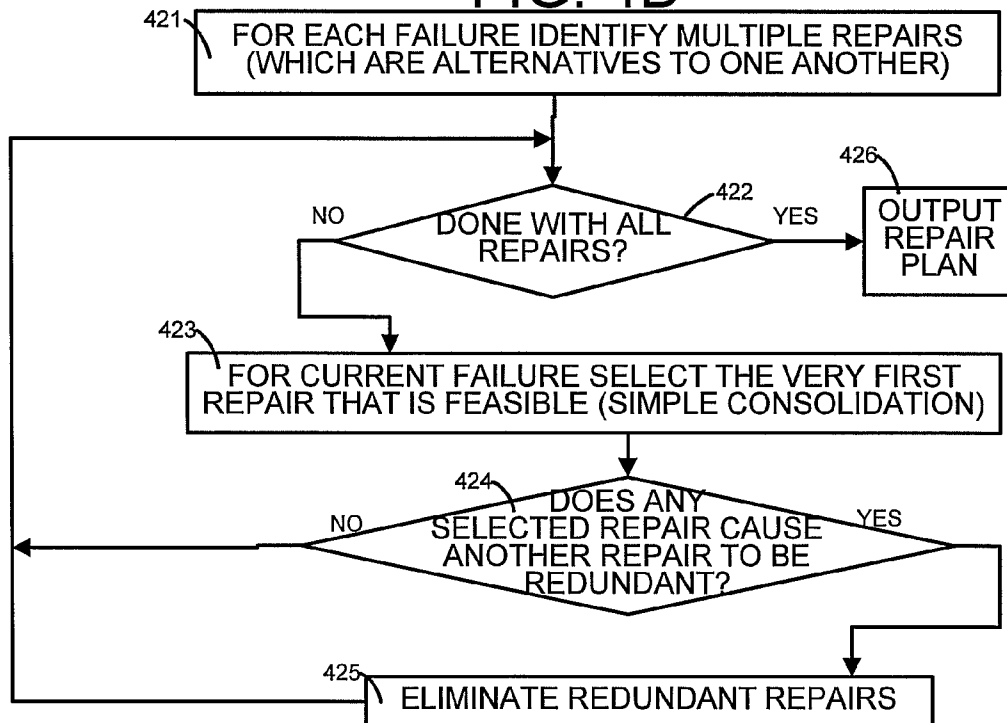 421
FOR EACH FAILURE IDENTIFY MULTIPLE REPAIRS
(WHICH ARE ALTERNATIVES TO ONE ANOTHER)
422
426
NO
DONE WITH ALL
REPAIRS?
YES
OUTPUT
REPAIR
PLAN
423
FOR CURRENT FAILURE SELECT THE VERY FIRST
REPAIR THAT IS FEASIBLE (SIMPLE CONSOLIDATION)
424
NO
DOES ANY
SELECTED REPAIR CAUSE
ANOTHER REPAIR TO BE
REDUNDANT?
YES
425
ELIMINATE REDUNDANT REPAIRS